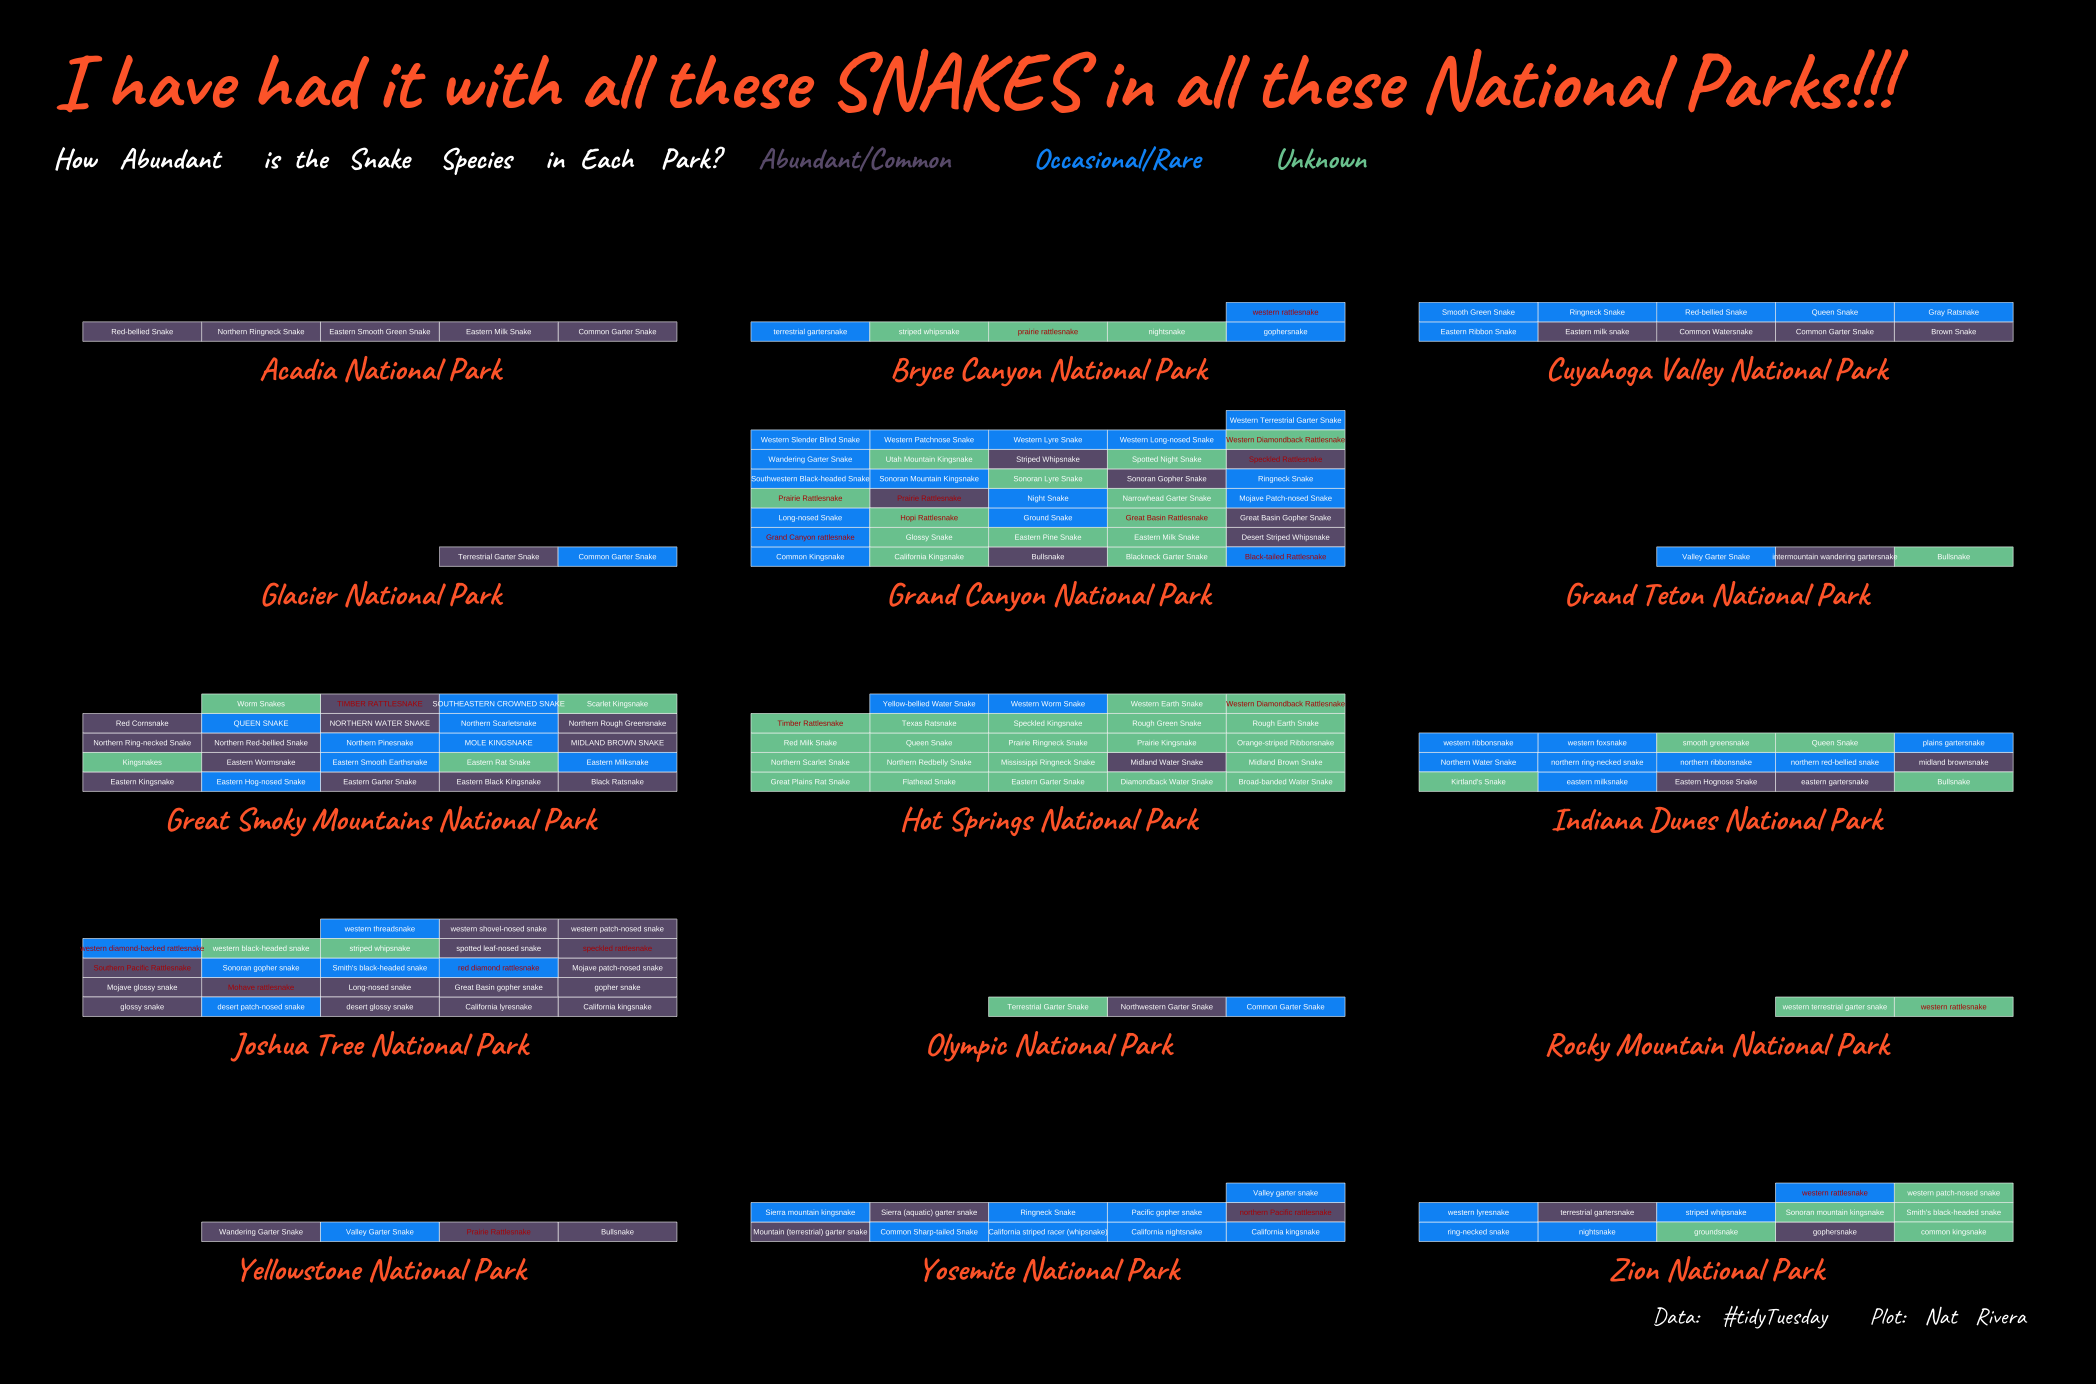 I have had it with all these SNAKES in all these National Parks!!!
How Abundant is the Snake Species in Each Park? Abundant/Common Occasional/Rare Unknown
Red-bellied Snake Northern Ringneck Snake Eastern Smooth Green Snake Eastern Milk Snake Common Garter Snake
Acadia National Park
western rattlesnake
terrestrial gartersnake striped whipsnake prairie rattlesnake nightsnake gophersnake
Bryce Canyon National Park
Smooth Green Snake Ringneck Snake Red-bellied Snake Queen Snake Gray Ratsnake
Eastern Ribbon Snake Eastern milk snake Common Watersnake Common Garter Snake Brown Snake
Cuyahoga Valley National Park
Terrestrial Garter Snake Common Garter Snake
Glacier National Park
Western Terrestrial Garter Snake
Western Slender Blind Snake Western Patchnose Snake Western Lyre Snake Western Long-nosed Snake Western Diamondback Rattlesnake
Wandering Garter Snake Utah Mountain Kingsnake Striped Whipsnake Spotted Night Snake Speckled Rattlesnake
Southwestern Black-headed Snake Sonoran Mountain Kingsnake Sonoran Lyre Snake Sonoran Gopher Snake Ringneck Snake
Prairie Rattlesnake Prairie Rattlesnake Night Snake Narrowhead Garter Snake Mojave Patch-nosed Snake
Long-nosed Snake Hopi Rattlesnake Ground Snake Great Basin Rattlesnake Great Basin Gopher Snake
Grand Canyon rattlesnake Glossy Snake Eastern Pine Snake Eastern Milk Snake Desert Striped Whipsnake
Common Kingsnake California Kingsnake Bullsnake Blackneck Garter Snake Black-tailed Rattlesnake
Grand Canyon National Park
Valley Garter Snake intermountain wandering gartersnake Bullsnake
Grand Teton National Park
Worm Snakes TIMBER RATTLESNAKE SOUTHEASTERN CROWNED SNAKE Scarlet Kingsnake
Red Cornsnake QUEEN SNAKE NORTHERN WATER SNAKE Northern Scarletsnake Northern Rough Greensnake
Northern Ring-necked Snake Northern Red-bellied Snake Northern Pinesnake MOLE KINGSNAKE MIDLAND BROWN SNAKE
Kingsnakes Eastern Wormsnake Eastern Smooth Earthsnake Eastern Rat Snake Eastern Milksnake
Eastern Kingsnake Eastern Hog-nosed Snake Eastern Garter Snake Eastern Black Kingsnake Black Ratsnake
Great Smoky Mountains National Park
Yellow-bellied Water Snake Western Worm Snake Western Earth Snake Western Diamondback Rattlesnake
Timber Rattlesnake Texas Ratsnake Speckled Kingsnake Rough Green Snake Rough Earth Snake
Red Milk Snake Queen Snake Prairie Ringneck Snake Prairie Kingsnake Orange-striped Ribbonsnake
Northern Scarlet Snake Northern Redbelly Snake Mississippi Ringneck Snake Midland Water Snake Midland Brown Snake
Great Plains Rat Snake Flathead Snake Eastern Garter Snake Diamondback Water Snake Broad-banded Water Snake
Hot Springs National Park
western ribbonsnake western foxsnake smooth greensnake Queen Snake plains gartersnake
Northern Water Snake northern ring-necked snake northern ribbonsnake northern red-bellied snake midland brownsnake
Kirtland's Snake eastern milksnake Eastern Hognose Snake eastern gartersnake Bullsnake
Indiana Dunes National Park
western threadsnake western shovel-nosed snake western patch-nosed snake
western diamond-backed rattlesnake western black-headed snake striped whipsnake spotted leaf-nosed snake speckled rattlesnake
Southern Pacific Rattlesnake Sonoran gopher snake Smith's black-headed snake red diamond rattlesnake Mojave patch-nosed snake
Mojave glossy snake Mohave rattlesnake Long-nosed snake Great Basin gopher snake gopher snake
glossy snake desert patch-nosed snake desert glossy snake California lyresnake California kingsnake
Joshua Tree National Park
Terrestrial Garter Snake Northwestern Garter Snake Common Garter Snake
Olympic National Park
western terrestrial garter snake western rattlesnake
Rocky Mountain National Park
Wandering Garter Snake Valley Garter Snake Prairie Rattlesnake Bullsnake
Yellowstone National Park
Valley garter snake
Sierra mountain kingsnake Sierra (aquatic) garter snake Ringneck Snake Pacific gopher snake northern Pacific rattlesnake
Mountain (terrestrial) garter snake Common Sharp-tailed Snake California striped racer (whipsnake) California nightsnake California kingsnake
Yosemite National Park
western rattlesnake western patch-nosed snake
western lyresnake terrestrial gartersnake striped whipsnake Sonoran mountain kingsnake Smith's black-headed snake
ring-necked snake nightsnake groundsnake gophersnake common kingsnake
Zion National Park
Data: #tidyTuesday Plot: Nat Rivera